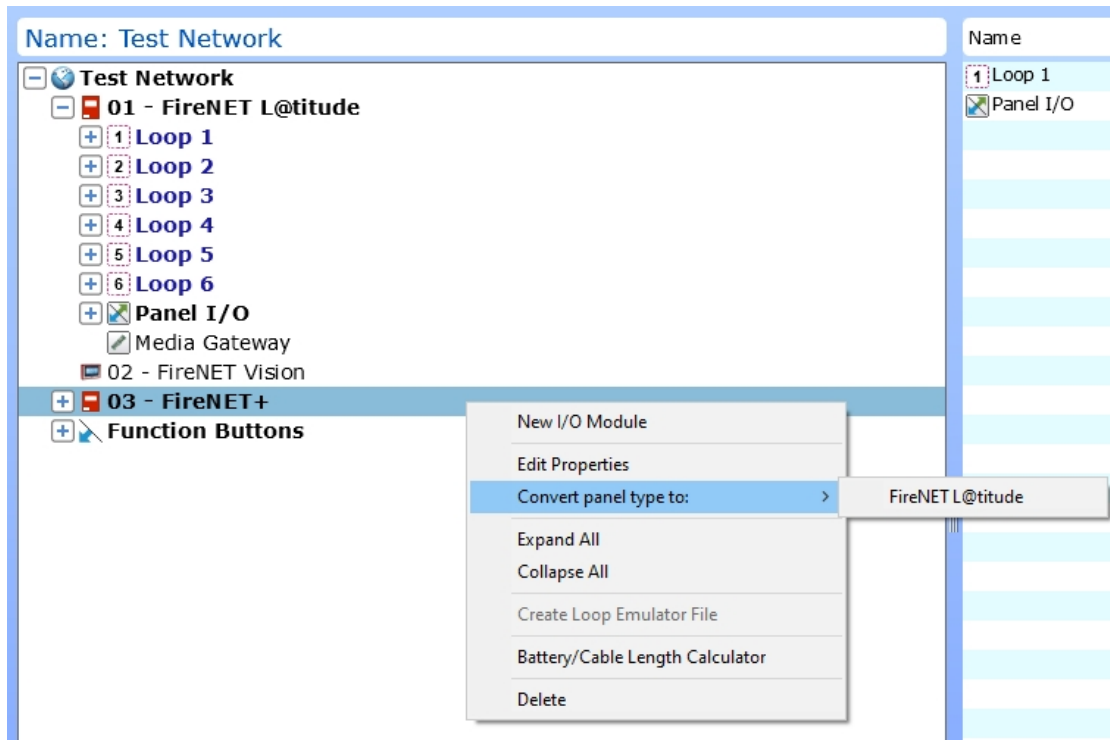 Name: Test Network
Test Network
01 - FireNET L@titude
1 Loop 1
2 Loop 2
3 Loop 3
4 Loop 4
5 Loop 5
6 Loop 6
Panel I/O
Media Gateway
02 - FireNET Vision
03 - FireNET+
Function Buttons
New I/O Module
Edit Properties
Convert panel type to:
FireNET L@titude
Expand All
Collapse All
Create Loop Emulator File
Battery/Cable Length Calculator
Delete
Name
1 Loop 1
Panel I/O